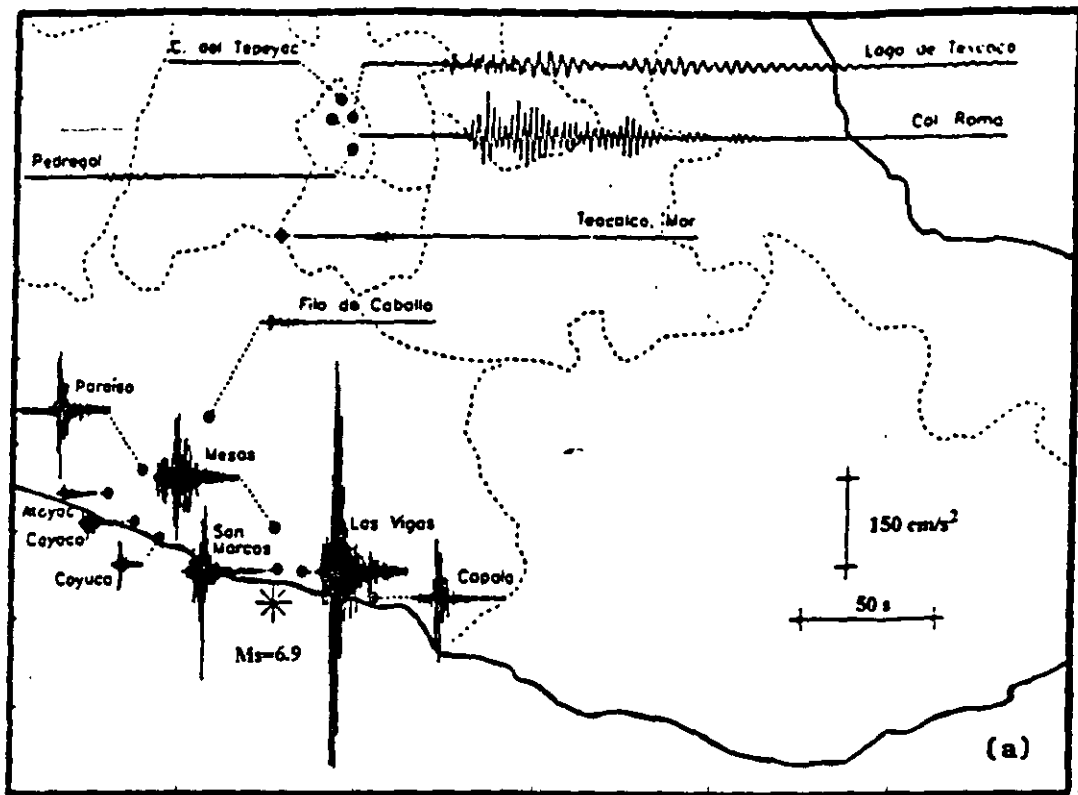 C. del Tepeyac
Lago de Texcoco
Col Roma
Pedregal
Teacalco, Mor
Filo de Caballo
Paraiso
Mesas
Atoyac
Cayaco
Coyuca
San
Marcos
Las Vigas
Copala
150 cm/s²
50 s
Ms=6.9
(a)